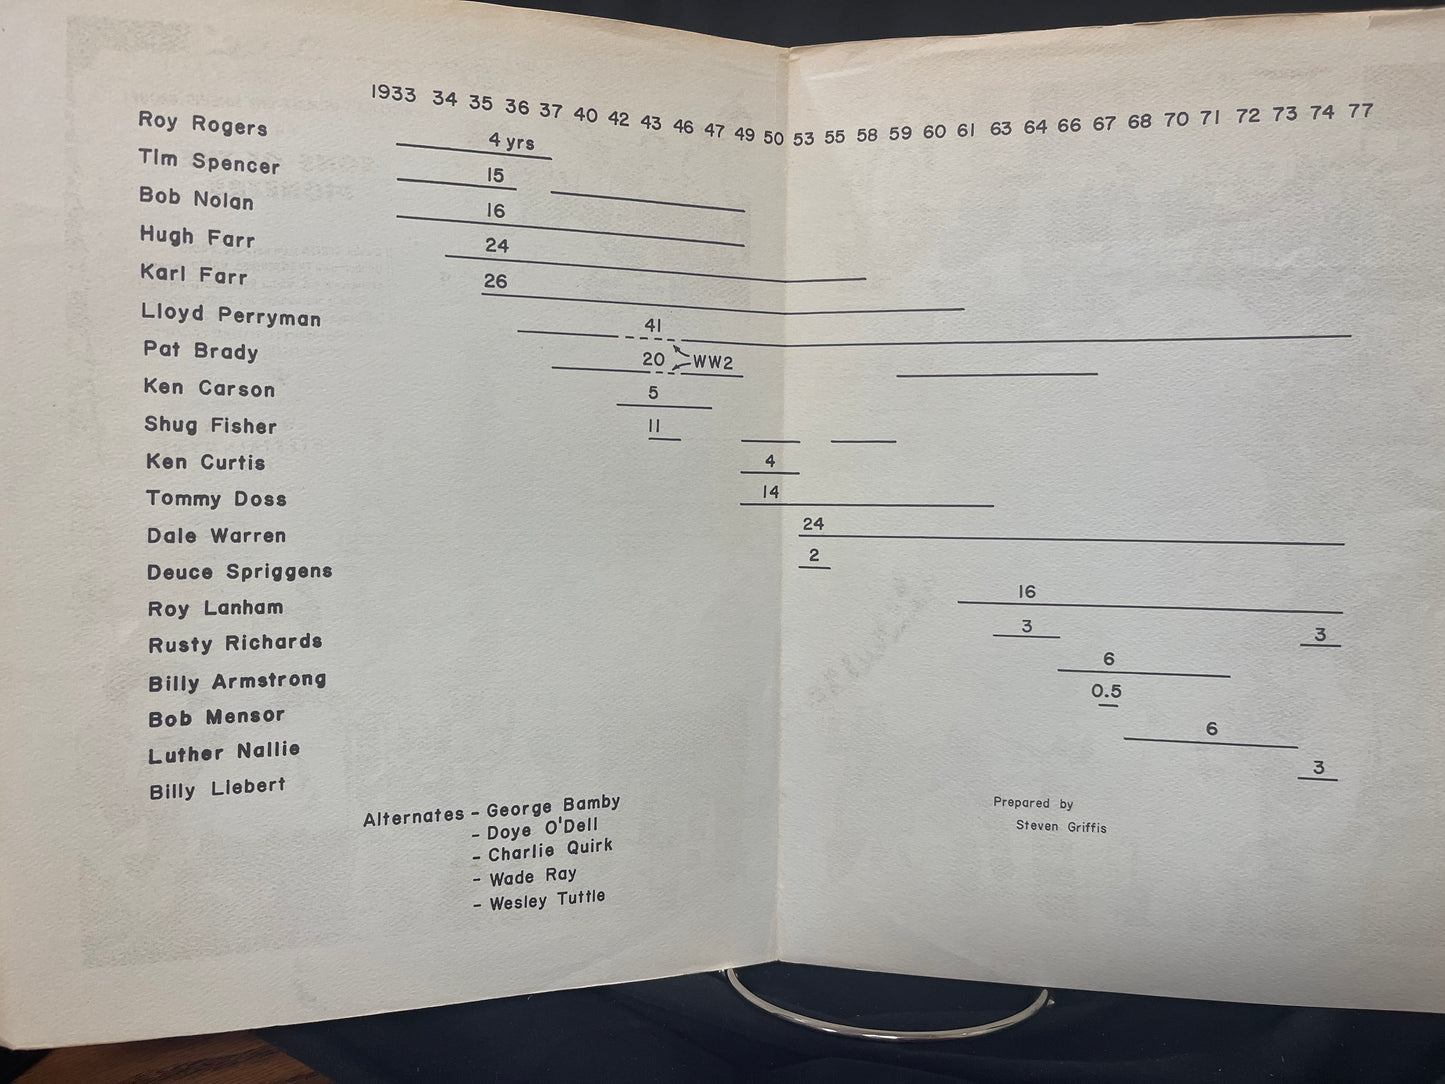 1933 34 35 36 37 40 42 43 46 47 49 50 53 55 58 59 60 61 63 64 66 67 68 70 71 72 73 74 77
Roy Rogers 4 yrs
Tim Spencer 15
Bob Nolan 16
Hugh Farr 24
Karl Farr 26
Lloyd Perryman 41
Pat Brady 20 WW2
Ken Carson 5
Shug Fisher 11
Ken Curtis 4
Tommy Doss 14
Dale Warren 24
Deuce Spriggens 2
Roy Lanham 16
Rusty Richards 3 3
Billy Armstrong 6
Bob Mensor 0.5
Luther Nallie 6
Billy Liebert 3
Alternates - George Bamby
- Doye O'Dell
- Charlie Quirk
- Wade Ray
- Wesley Tuttle
Prepared by
Steven Griffis